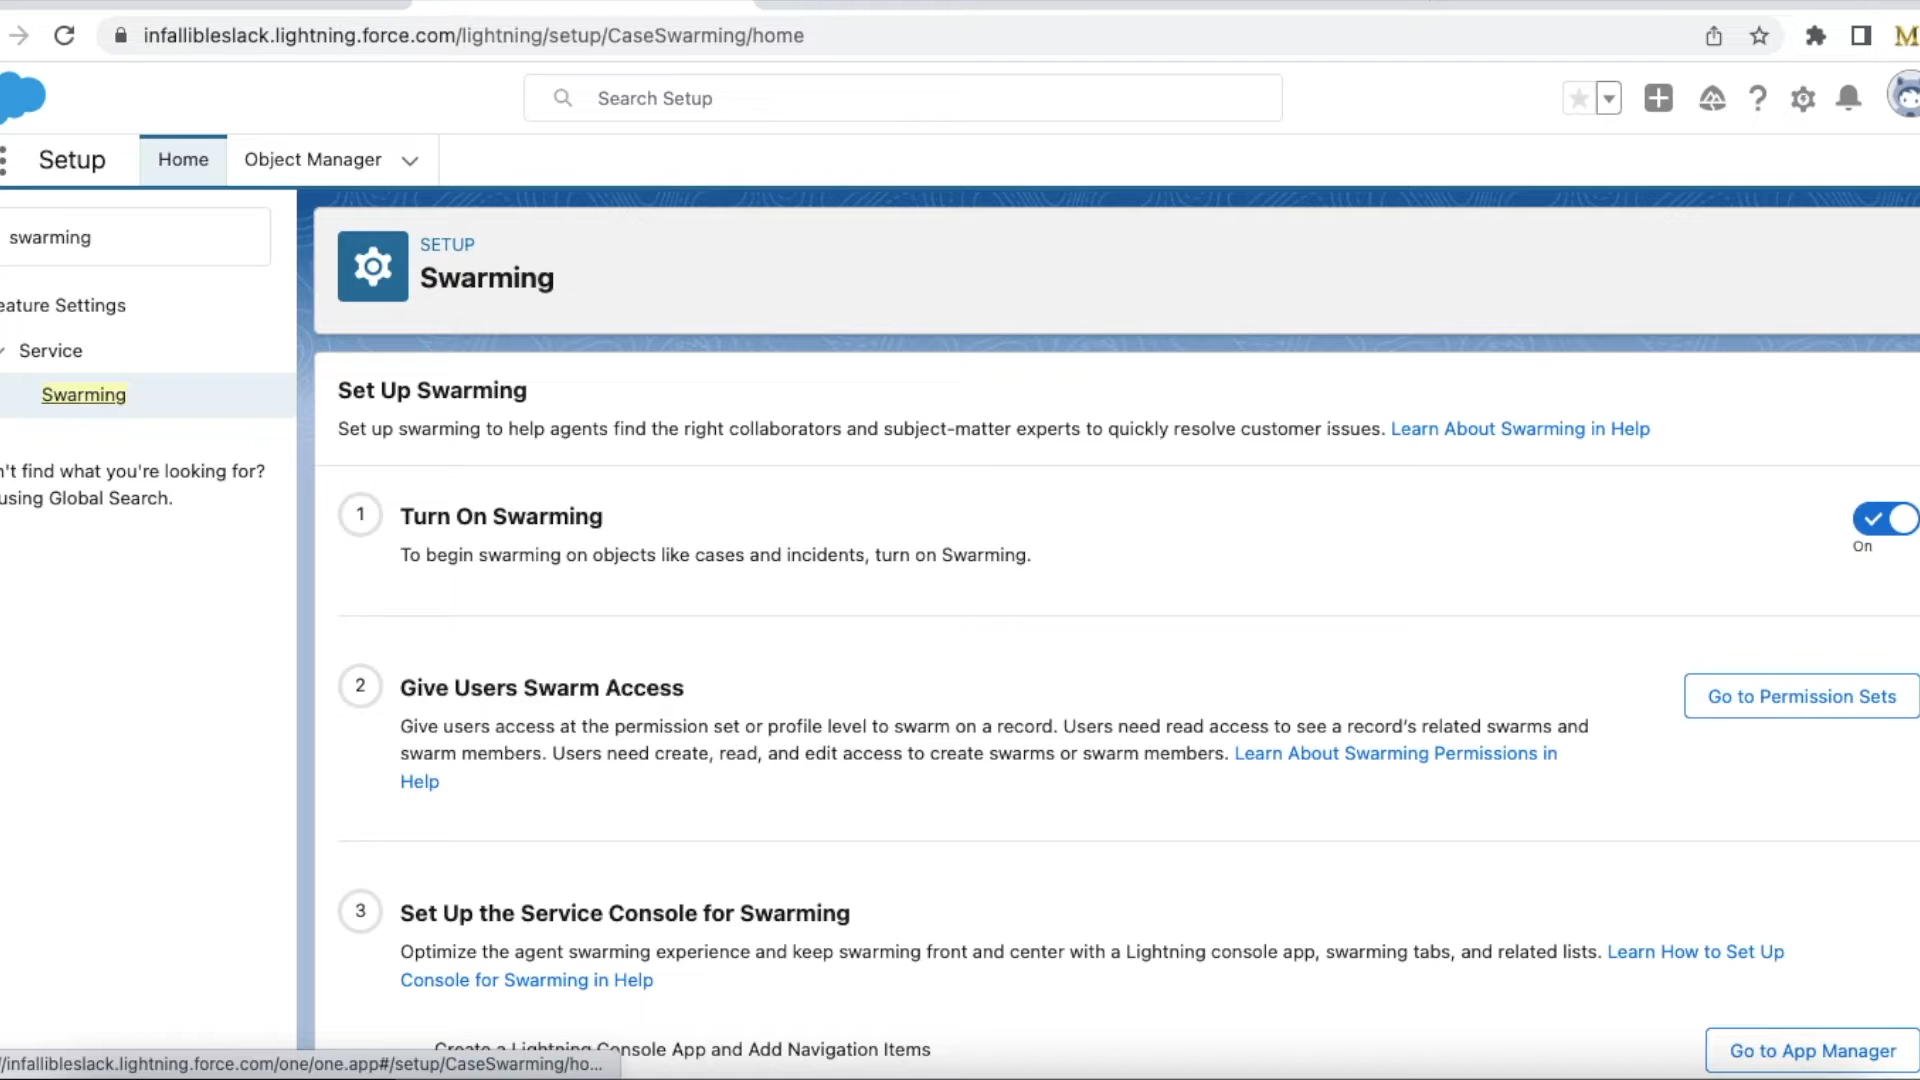 infallibleslack.lightning.force.com/lightning/setup/CaseSwarming/home
M
Search Setup
Setup
Home
Object Manager
swarming
eature Settings
Service
Swarming
n't find what you're looking for?
using Global Search.
SETUP
Swarming
Set Up Swarming
Set up swarming to help agents find the right collaborators and subject-matter experts to quickly resolve customer issues. Learn About Swarming in Help
1
Turn On Swarming
To begin swarming on objects like cases and incidents, turn on Swarming.
On
2
Give Users Swarm Access
Go to Permission Sets
Give users access at the permission set or profile level to swarm on a record. Users need read access to see a record's related swarms and
swarm members. Users need create, read, and edit access to create swarms or swarm members. Learn About Swarming Permissions in
Help
3
Set Up the Service Console for Swarming
Optimize the agent swarming experience and keep swarming front and center with a Lightning console app, swarming tabs, and related lists. Learn How to Set Up
Console for Swarming in Help
Create a Lightning Console App and Add Navigation Items
Go to App Manager
/infallibleslack.lightning.force.com/one/one.app#/setup/CaseSwarming/ho...